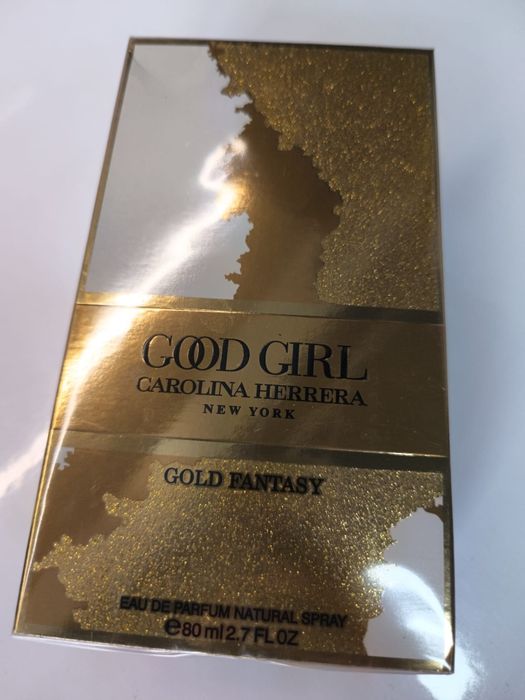 GOOD GIRL
CAROLINA HERRERA
NEW YORK
GOLD FANTASY
EAU DE PARFUM NATURAL SPRAY
℮80 ml 2.7 FL OZ